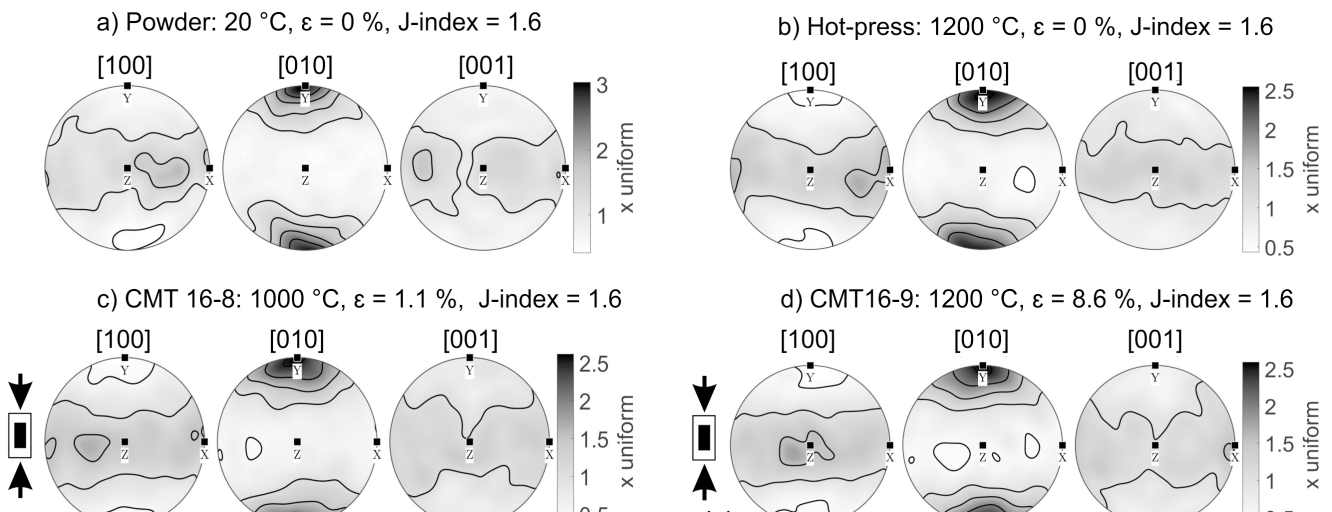 a) Powder: 20 °C, ε = 0 %, J-index = 1.6
[100] [010] [001]
Y Y Y
Z X Z X Z X
3
2
1
x uniform
b) Hot-press: 1200 °C, ε = 0 %, J-index = 1.6
[100] [010] [001]
Y Y Y
Z X Z X Z X
2.5
2
1.5
1
0.5
x uniform
c) CMT 16-8: 1000 °C, ε = 1.1 %, J-index = 1.6
[100] [010] [001]
Y Y Y
Z X Z X Z X
2.5
2
1.5
1
x uniform
d) CMT16-9: 1200 °C, ε = 8.6 %, J-index = 1.6
[100] [010] [001]
Y Y Y
Z X Z X Z X
2.5
2
1.5
1
x uniform